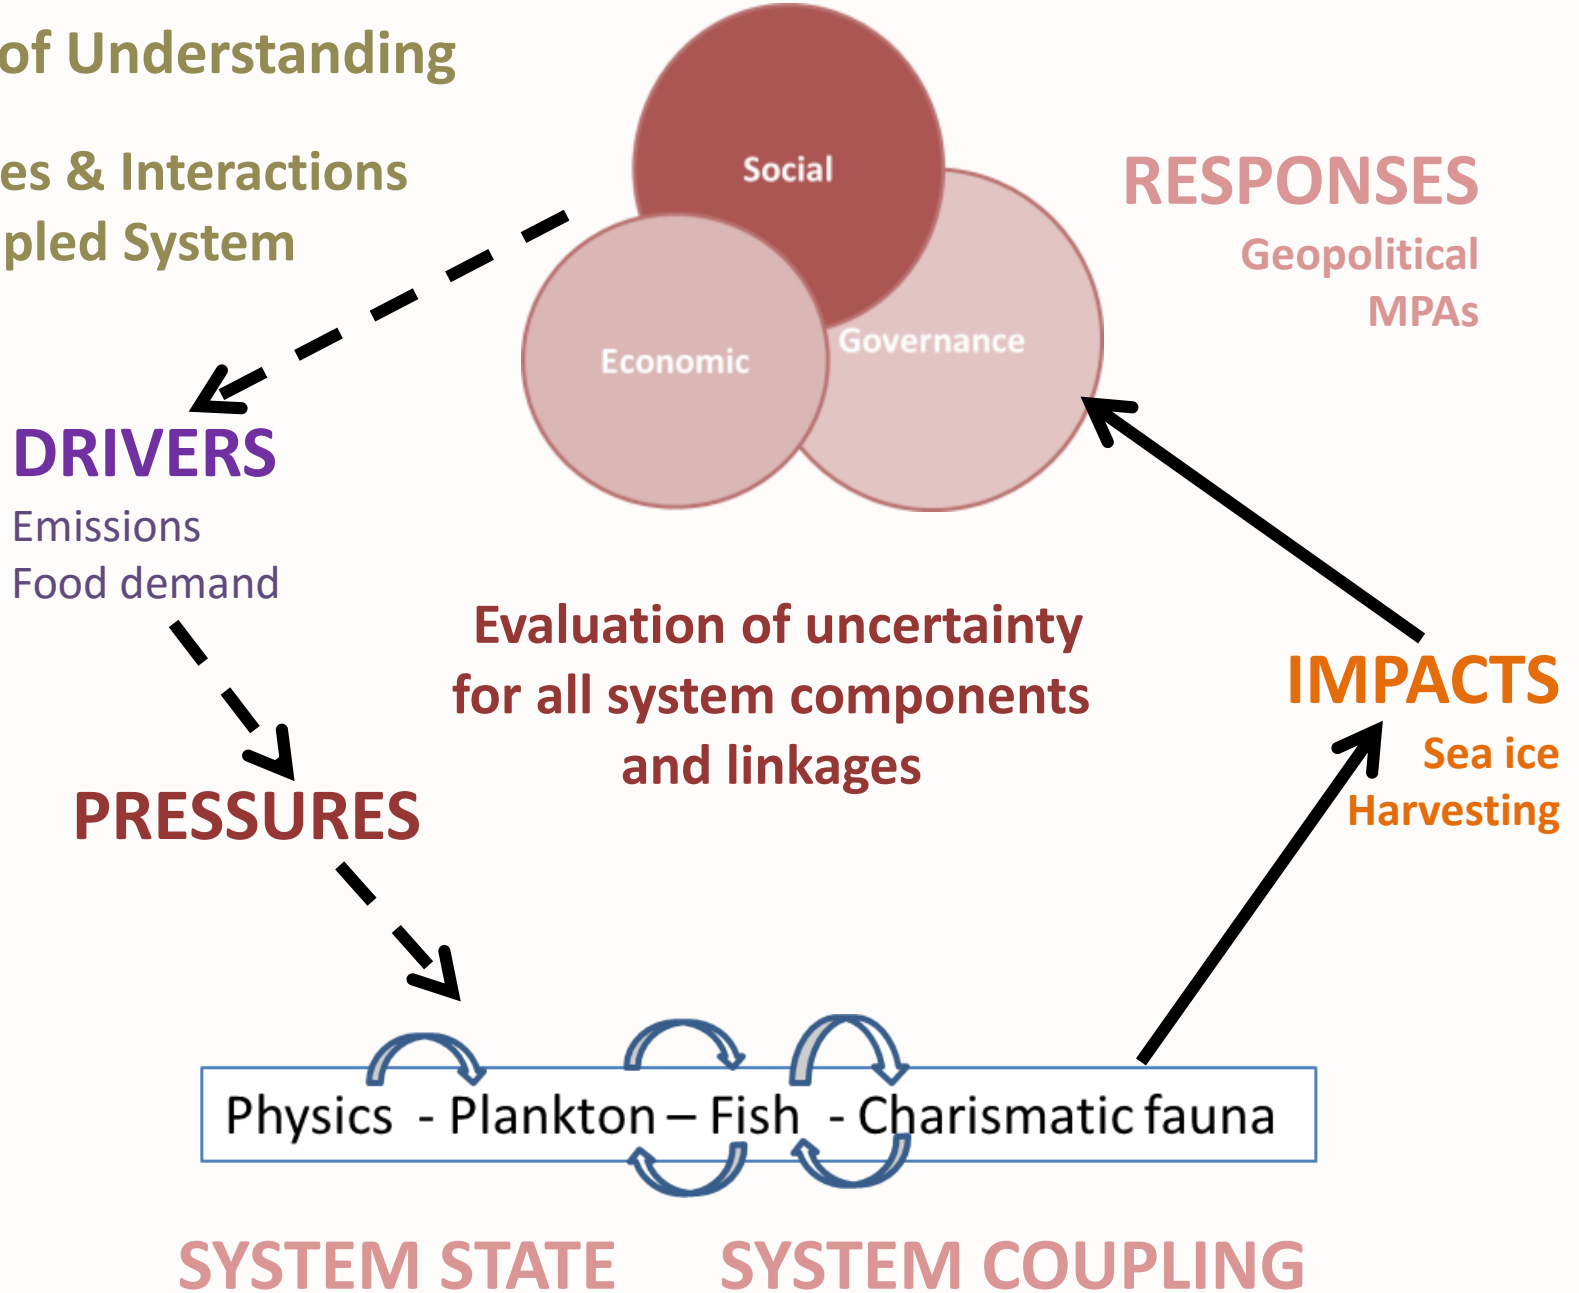 of Understanding
es & Interactions
pled System
Social
Economic
Governance
RESPONSES
Geopolitical
MPAs
DRIVERS
Emissions
Food demand
PRESSURES
Evaluation of uncertainty
for all system components
and linkages
IMPACTS
Sea ice
Harvesting
Physics - Plankton – Fish - Charismatic fauna
SYSTEM STATE
SYSTEM COUPLING